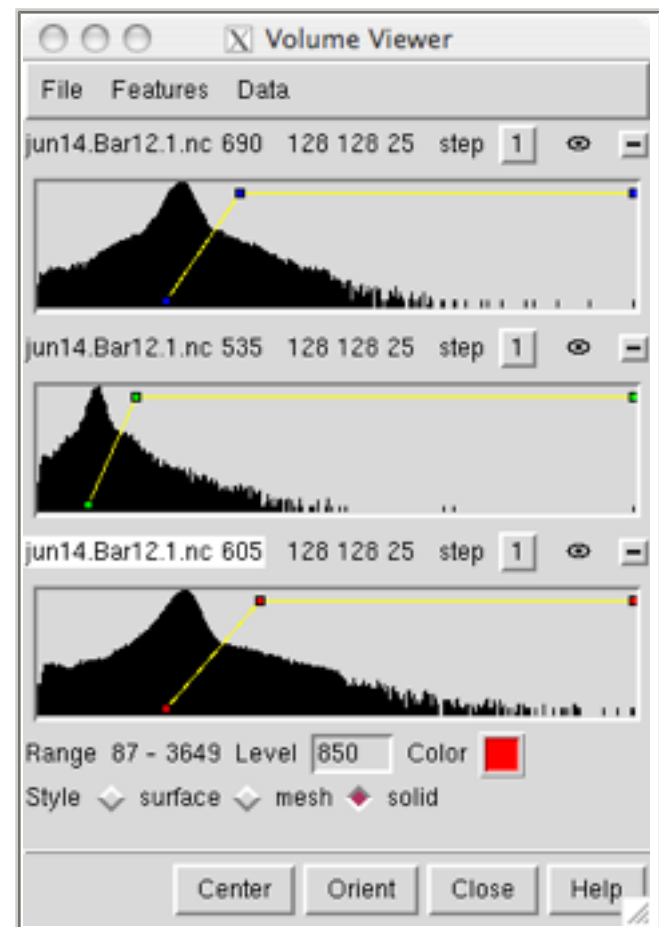 X Volume Viewer
File Features Data
jun14.Bar12.1.nc 690 128 128 25 step 1
jun14.Bar12.1.nc 535 128 128 25 step 1
jun14.Bar12.1.nc 605 128 128 25 step 1
Range 87 - 3649 Level 850 Color
Style surface mesh solid
Center Orient Close Help